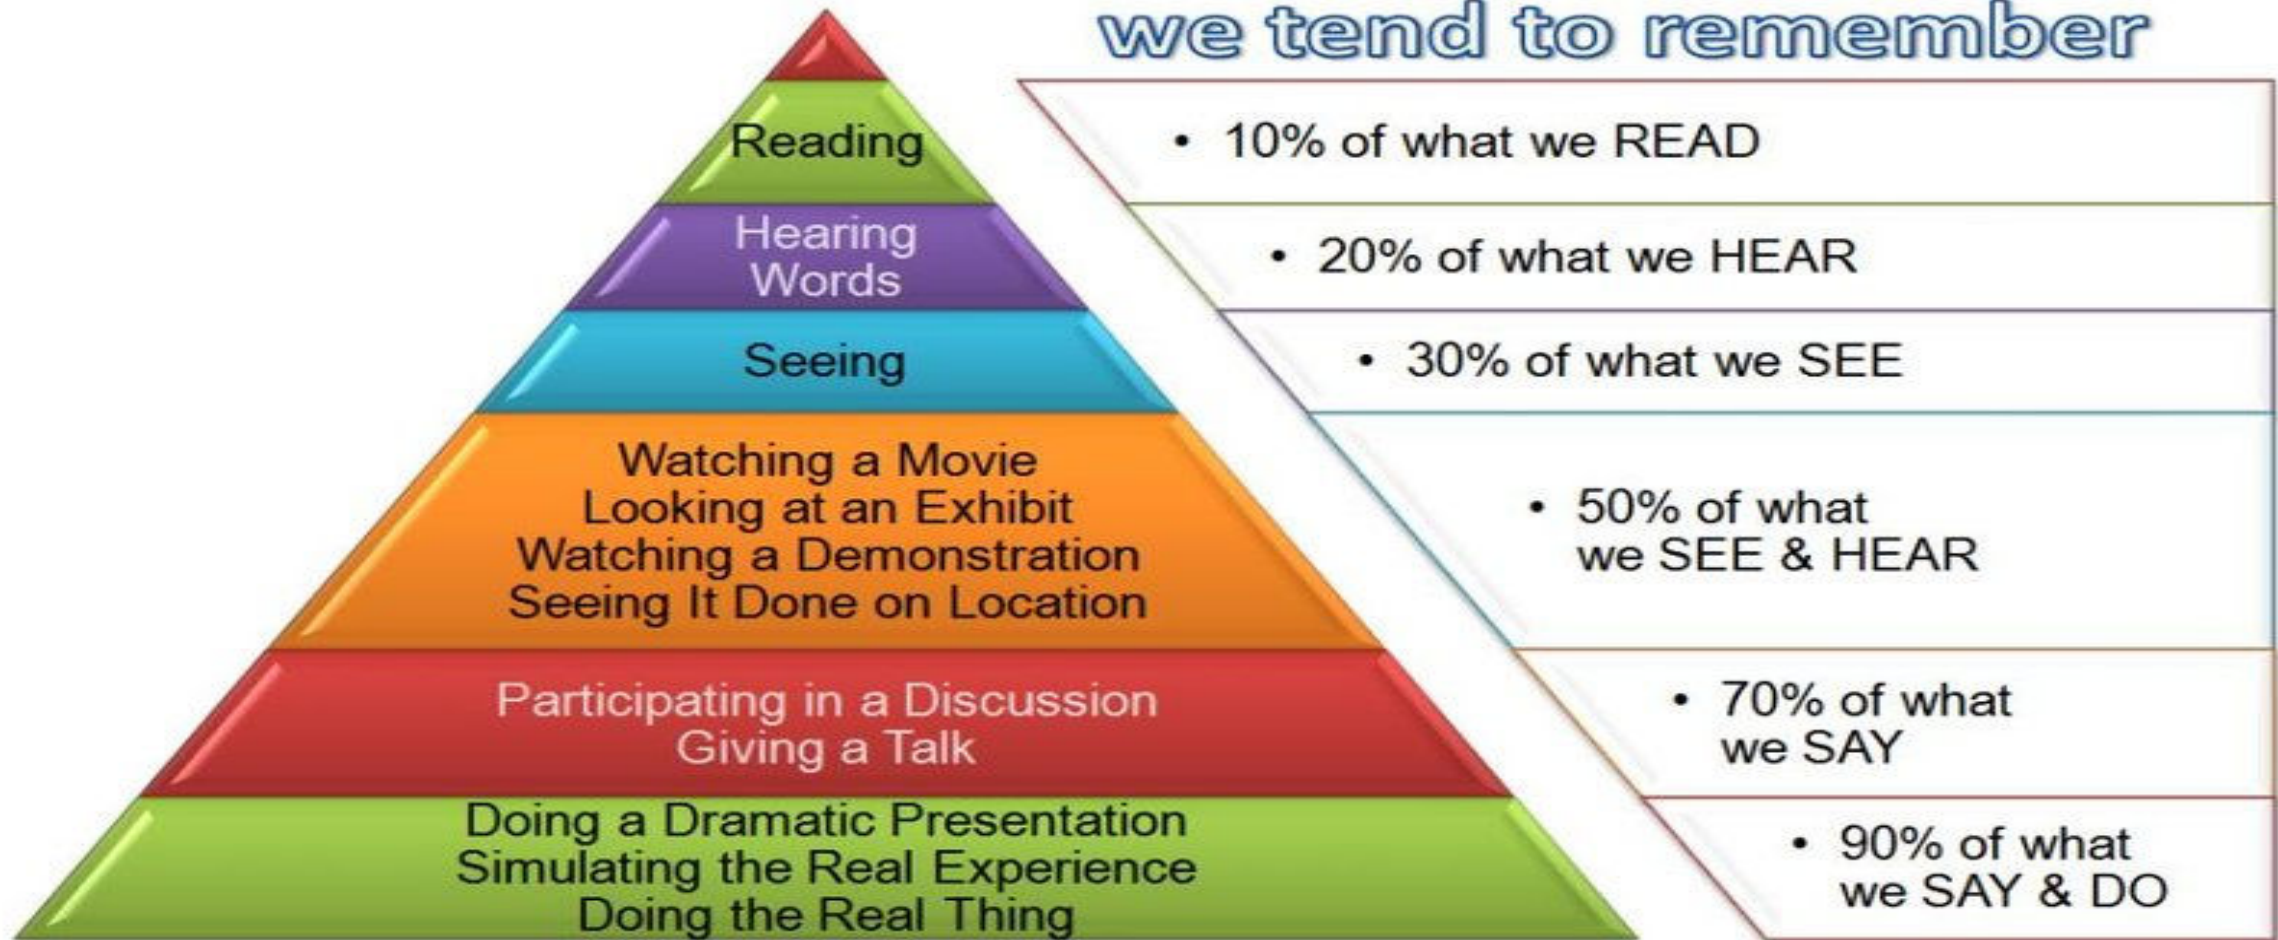 we tend to remember
Reading
• 10% of what we READ
Hearing
Words
• 20% of what we HEAR
Seeing
• 30% of what we SEE
Watching a Movie
Looking at an Exhibit
Watching a Demonstration
Seeing It Done on Location
• 50% of what
we SEE & HEAR
Participating in a Discussion
Giving a Talk
• 70% of what
we SAY
Doing a Dramatic Presentation
Simulating the Real Experience
Doing the Real Thing
• 90% of what
we SAY & DO